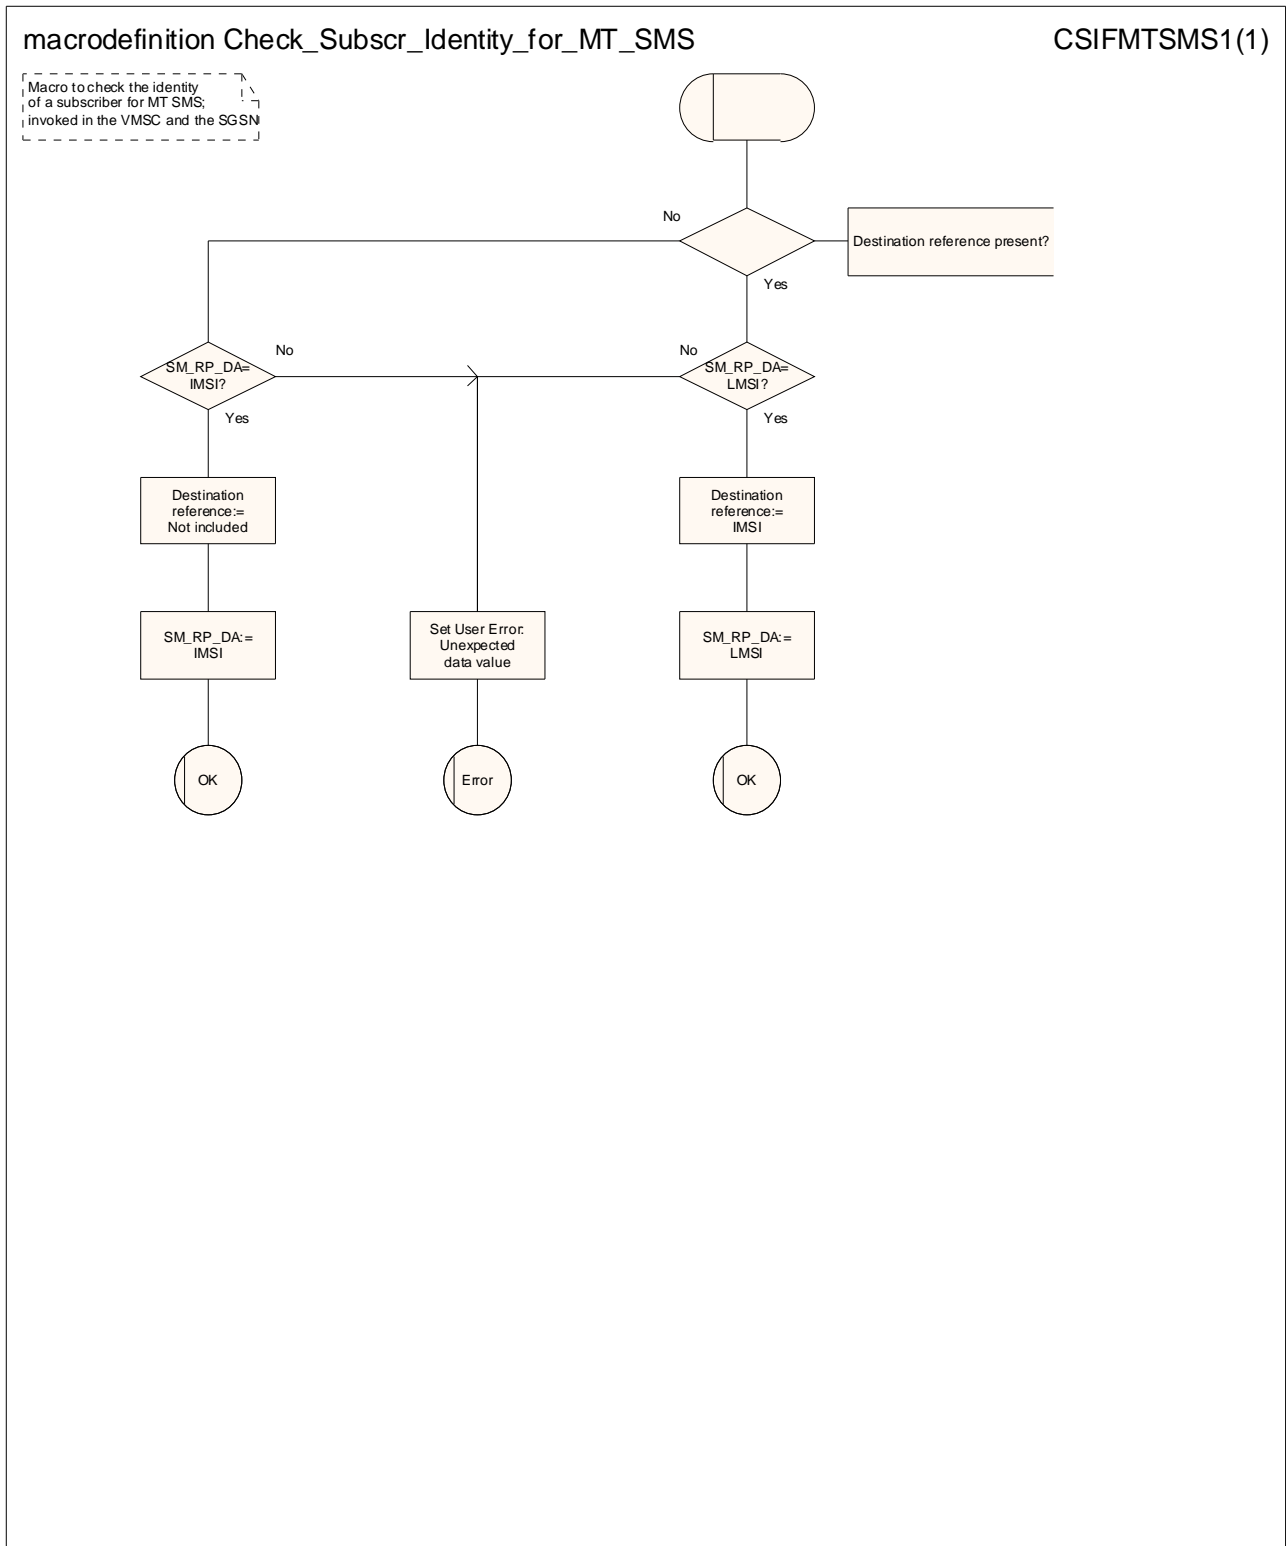 macrodefinition Check_Subscr_Identity_for_MT_SMS
CSIFMTSMS1(1)
Macro to check the identity
of a subscriber for MT SMS;
invoked in the VMSC and the SGSN
No
Destination reference present?
Yes
SM_RP_DA=
IMSI?
No
No
SM_RP_DA=
LMSI?
Yes
Yes
Destination
reference:=
Not included
Destination
reference:=
IMSI
SM_RP_DA:=
IMSI
Set User Error:
Unexpected
data value
SM_RP_DA:=
LMSI
OK
Error
OK